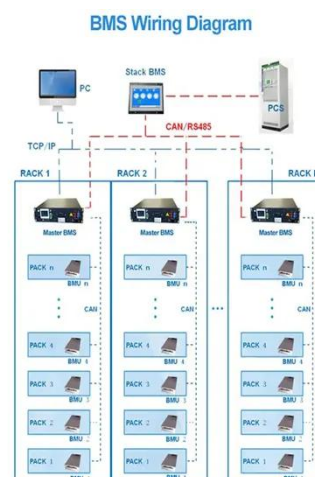 BMS Wiring Diagram
PC
Stack BMS
PCS
CAN/RS485
TCP/IP
RACK 1
RACK 2
RACK
Master BMS
Master BMS
Master BMS
PACK n
BMU n
PACK n
BMU n
PACK n
BMU n
CAN
CAN
CAN
PACK 4
BMU 4
PACK 4
BMU 4
PACK 4
BMU 4
PACK 3
BMU 3
PACK 3
BMU 3
PACK 3
BMU
PACK 2
BMU 2
PACK 2
BMU 2
PACK 2
BMU
PACK 1
PACK 1
PACK 1